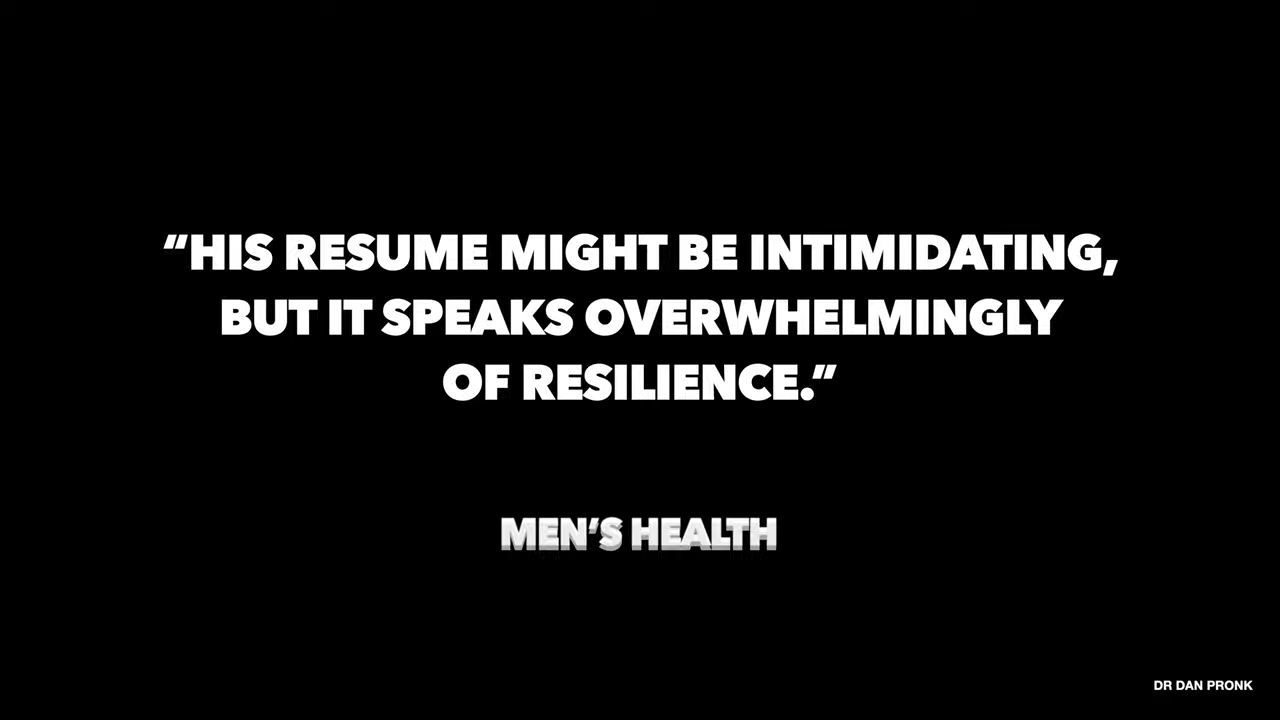 “HIS RESUME MIGHT BE INTIMIDATING,
BUT IT SPEAKS OVERWHELMINGLY
OF RESILIENCE.”
MEN’S HEALTH
DR DAN PRONK